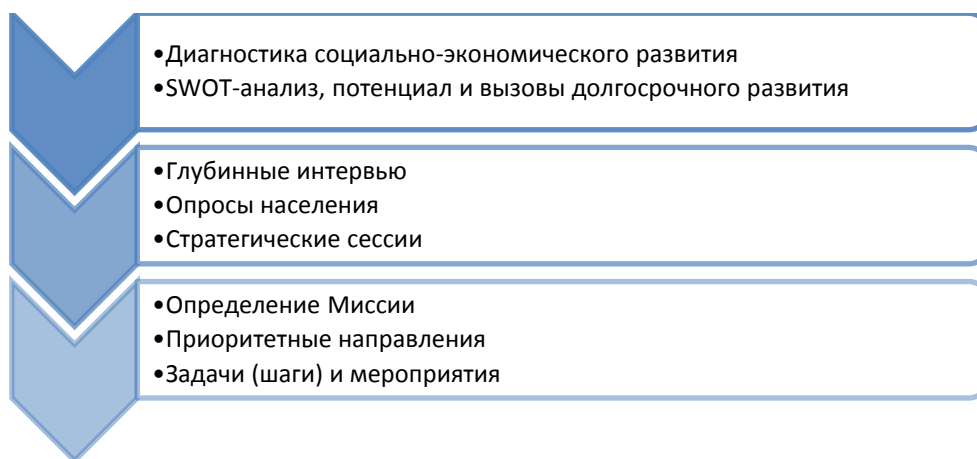 •Диагностика социально-экономического развития
•SWOT-анализ, потенциал и вызовы долгосрочного развития
•Глубинные интервью
•Опросы населения
•Стратегические сессии
•Определение Миссии
•Приоритетные направления
•Задачи (шаги) и мероприятия